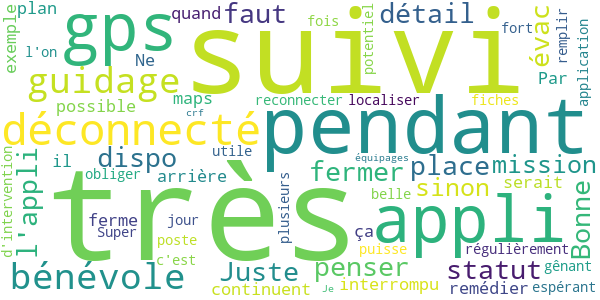 plan
quand
faut
fois
potentiel
détail
fort
évac
remplir
application
exemple
l'on
gps
Ne
suivi
Par
guidage
possible
maps
reconnecter
localiser
fiches
crf
déconnecté
pendant
d'intervention
l'appli
il
dispo
utile
équipages
fermer
place
mission
obliger
arrière
très
plusieurs
belle
sinon
serait
Bonne
ferme
jour
Super
poste
c'est
ça
appli
puisse
régulièrement
gênant
bénévole
Juste
penser
statut
continuent
interrompu
Je
remédier
espérant